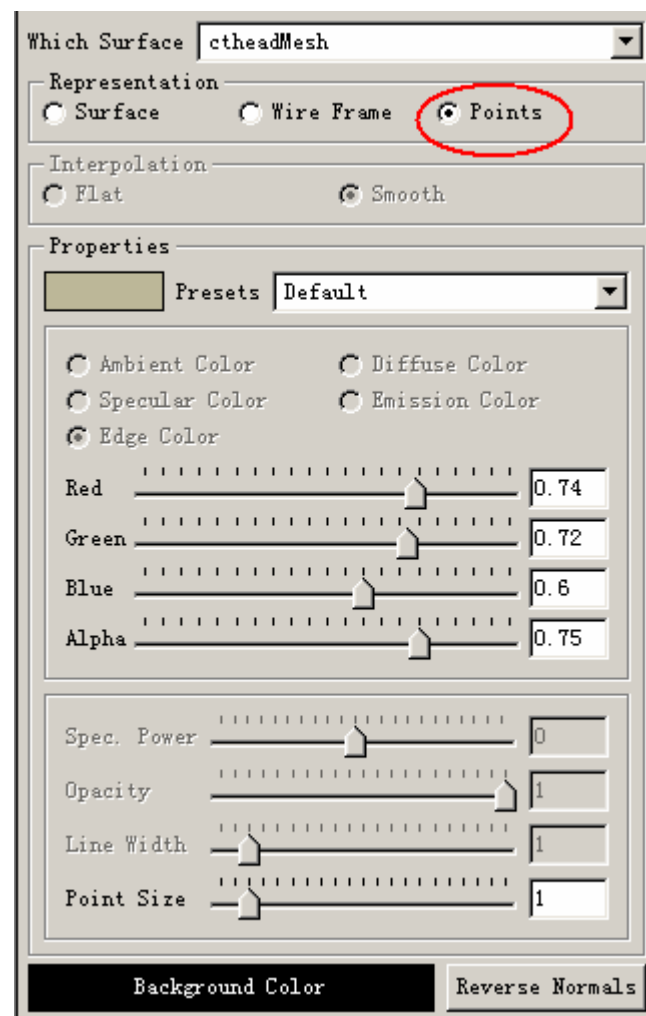 Which Surface ctheadMesh
Representation
Surface Wire Frame Points
Interpolation
Flat Smooth
Properties
Presets Default
Ambient Color Diffuse Color
Specular Color Emission Color
Edge Color
Red 0.74
Green 0.72
Blue 0.6
Alpha 0.75
Spec. Power 0
Opacity 1
Line Width 1
Point Size 1
Background Color Reverse Normals